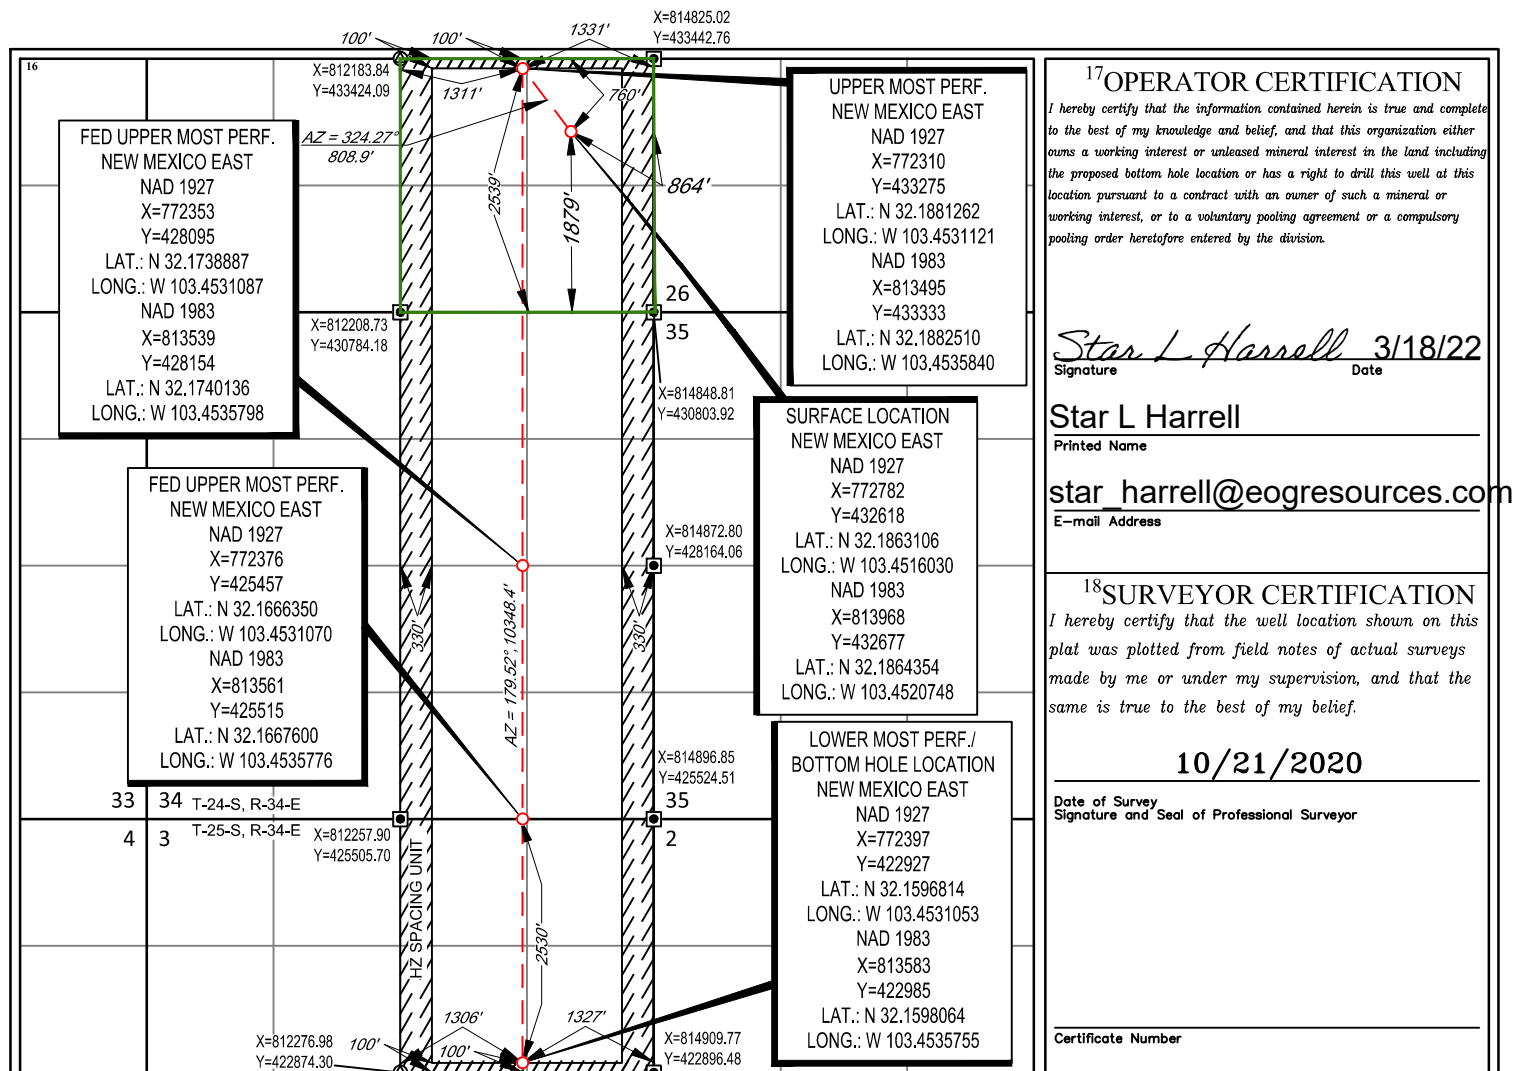 X=814825.02
Y=433442.76
100'
100'
1331'
16
X=812183.84
Y=433424.09
1311'
760'
AZ = 324.27°
808.9'
2539'
1879'
864'
FED UPPER MOST PERF.
NEW MEXICO EAST
NAD 1927
X=772353
Y=428095
LAT.: N 32.1738887
LONG.: W 103.4531087
NAD 1983
X=813539
Y=428154
LAT.: N 32.1740136
LONG.: W 103.4535798
UPPER MOST PERF.
NEW MEXICO EAST
NAD 1927
X=772310
Y=433275
LAT.: N 32.1881262
LONG.: W 103.4531121
NAD 1983
X=813495
Y=433333
LAT.: N 32.1882510
LONG.: W 103.4535840
26
35
X=812208.73
Y=430784.18
X=814848.81
Y=430803.92
SURFACE LOCATION
NEW MEXICO EAST
NAD 1927
X=772782
Y=432618
LAT.: N 32.1863106
LONG.: W 103.4516030
NAD 1983
X=813968
Y=432677
LAT.: N 32.1864354
LONG.: W 103.4520748
FED UPPER MOST PERF.
NEW MEXICO EAST
NAD 1927
X=772376
Y=425457
LAT.: N 32.1666350
LONG.: W 103.4531070
NAD 1983
X=813561
Y=425515
LAT.: N 32.1667600
LONG.: W 103.4535776
X=814872.80
Y=428164.06
330'
330'
AZ = 179.52°, 10348.4'
X=814896.85
Y=425524.51
33
34
T-24-S, R-34-E
35
4
3
T-25-S, R-34-E
2
X=812257.90
Y=425505.70
HZ SPACING UNIT
2530'
LOWER MOST PERF./
BOTTOM HOLE LOCATION
NEW MEXICO EAST
NAD 1927
X=772397
Y=422927
LAT.: N 32.1596814
LONG.: W 103.4531053
NAD 1983
X=813583
Y=422985
LAT.: N 32.1598064
LONG.: W 103.4535755
1306'
1327'
X=812276.98
Y=422874.30
100'
100'
X=814909.77
Y=422896.48
17OPERATOR CERTIFICATION
I hereby certify that the information contained herein is true and complete
to the best of my knowledge and belief, and that this organization either
owns a working interest or unleased mineral interest in the land including
the proposed bottom hole location or has a right to drill this well at this
location pursuant to a contract with an owner of such a mineral or
working interest, or to a voluntary pooling agreement or a compulsory
pooling order heretofore entered by the division.
Star L Harrell 3/18/22
Signature Date
Star L Harrell
Printed Name
star_harrell@eogresources.com
E-mail Address
18SURVEYOR CERTIFICATION
I hereby certify that the well location shown on this
plat was plotted from field notes of actual surveys
made by me or under my supervision, and that the
same is true to the best of my belief.
10/21/2020
Date of Survey
Signature and Seal of Professional Surveyor
Certificate Number